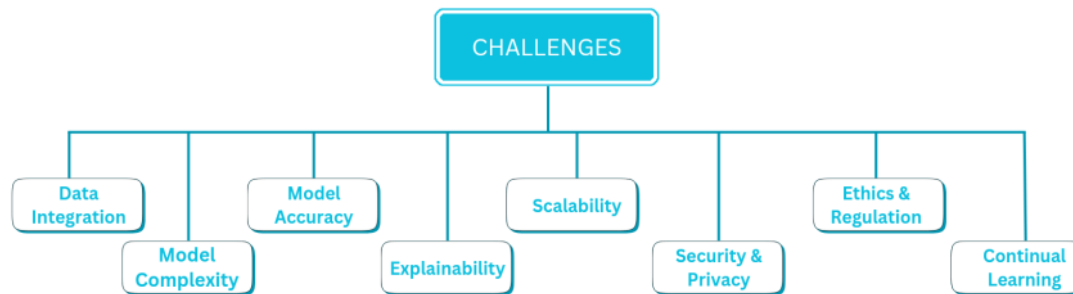 CHALLENGES
Data
Integration
Model
Complexity
Model
Accuracy
Explainability
Scalability
Security &
Privacy
Ethics &
Regulation
Continual
Learning